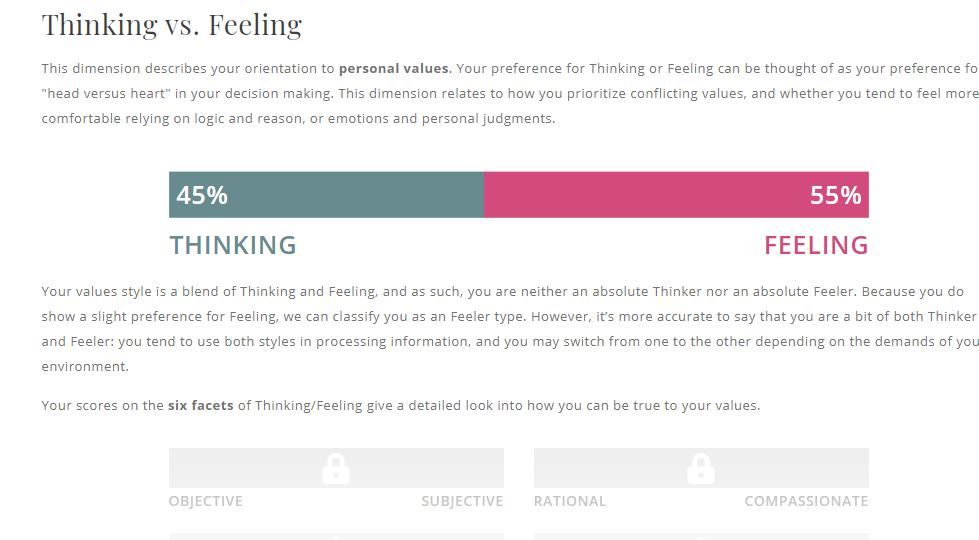 Thinking vs. Feeling
This dimension describes your orientation to personal values. Your preference for Thinking or Feeling can be thought of as your preference fo
"head versus heart" in your decision making. This dimension relates to how you prioritize conflicting values, and whether you tend to feel more
comfortable relying on logic and reason, or emotions and personal judgments.
45% 55%
THINKING FEELING
Your values style is a blend of Thinking and Feeling, and as such, you are neither an absolute Thinker nor an absolute Feeler. Because you do
show a slight preference for Feeling, we can classify you as an Feeler type. However, it’s more accurate to say that you are a bit of both Thinker
and Feeler: you tend to use both styles in processing information, and you may switch from one to the other depending on the demands of you
environment.
Your scores on the six facets of Thinking/Feeling give a detailed look into how you can be true to your values.
OBJECTIVE SUBJECTIVE RATIONAL COMPASSIONATE